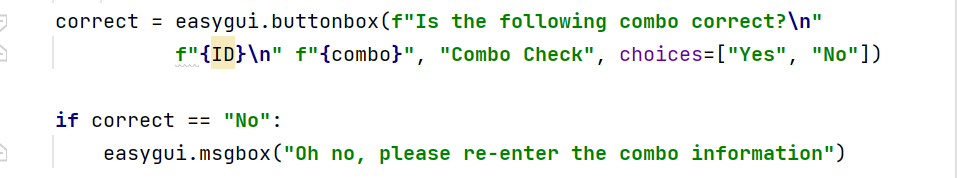 correct = easygui.buttonbox(f"Is the following combo correct?\n"
f"{ID}\n" f"{combo}", "Combo Check", choices=["Yes", "No"])
if correct == "No":
easygui.msgbox("Oh no, please re-enter the combo information")